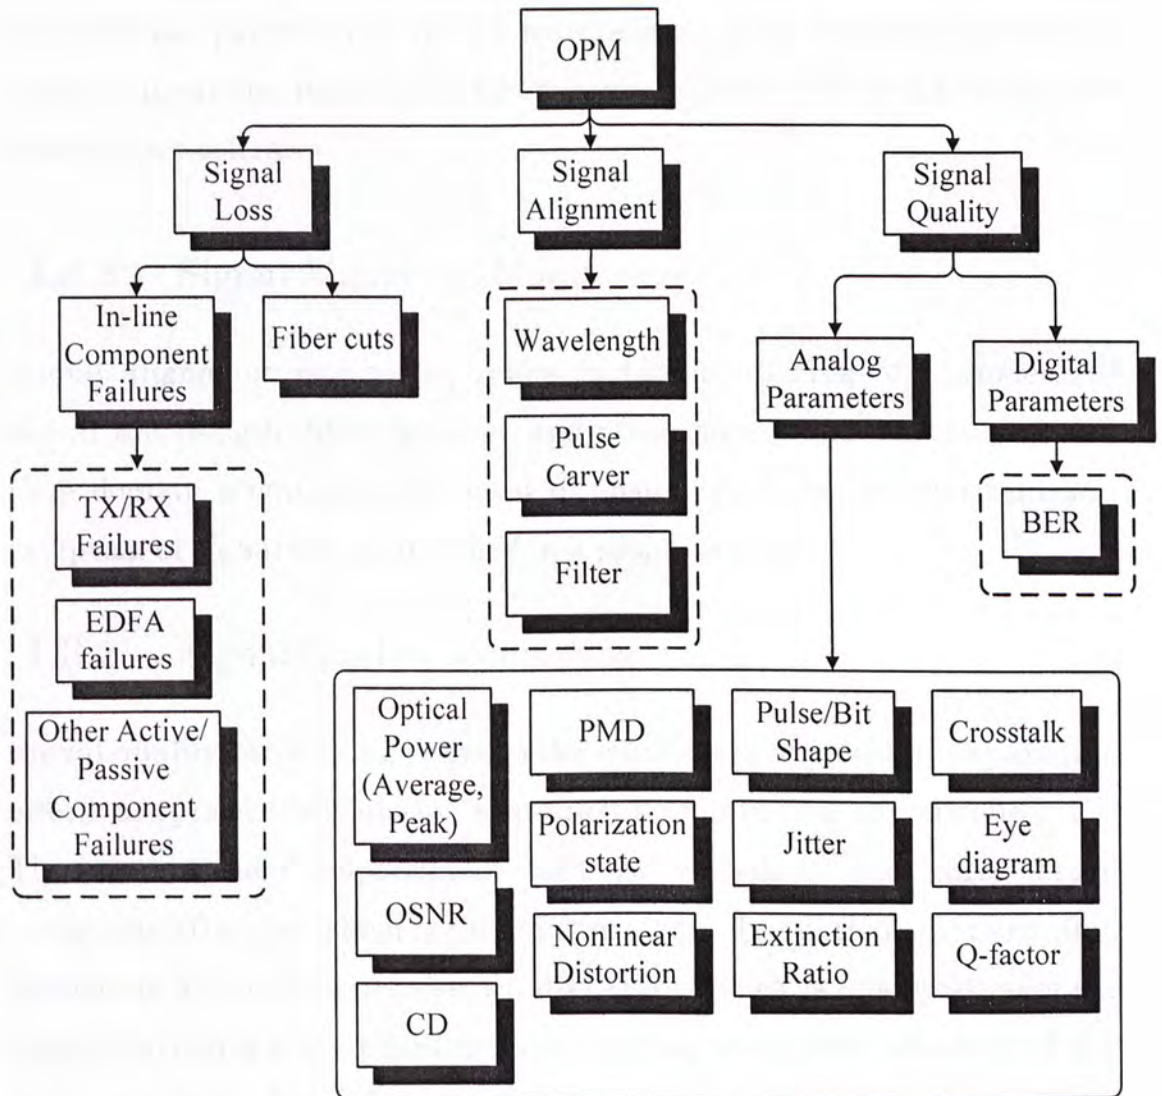 OPM
Signal
Loss
Signal
Alignment
Signal
Quality
In-line
Component
Failures
Fiber cuts
Wavelength
Pulse
Carver
Filter
Analog
Parameters
Digital
Parameters
TX/RX
Failures
EDFA
failures
Other Active/
Passive
Component
Failures
BER
Optical
Power
(Average,
Peak)
OSNR
CD
PMD
Polarization
state
Nonlinear
Distortion
Pulse/Bit
Shape
Jitter
Extinction
Ratio
Crosstalk
Eye
diagram
Q-factor